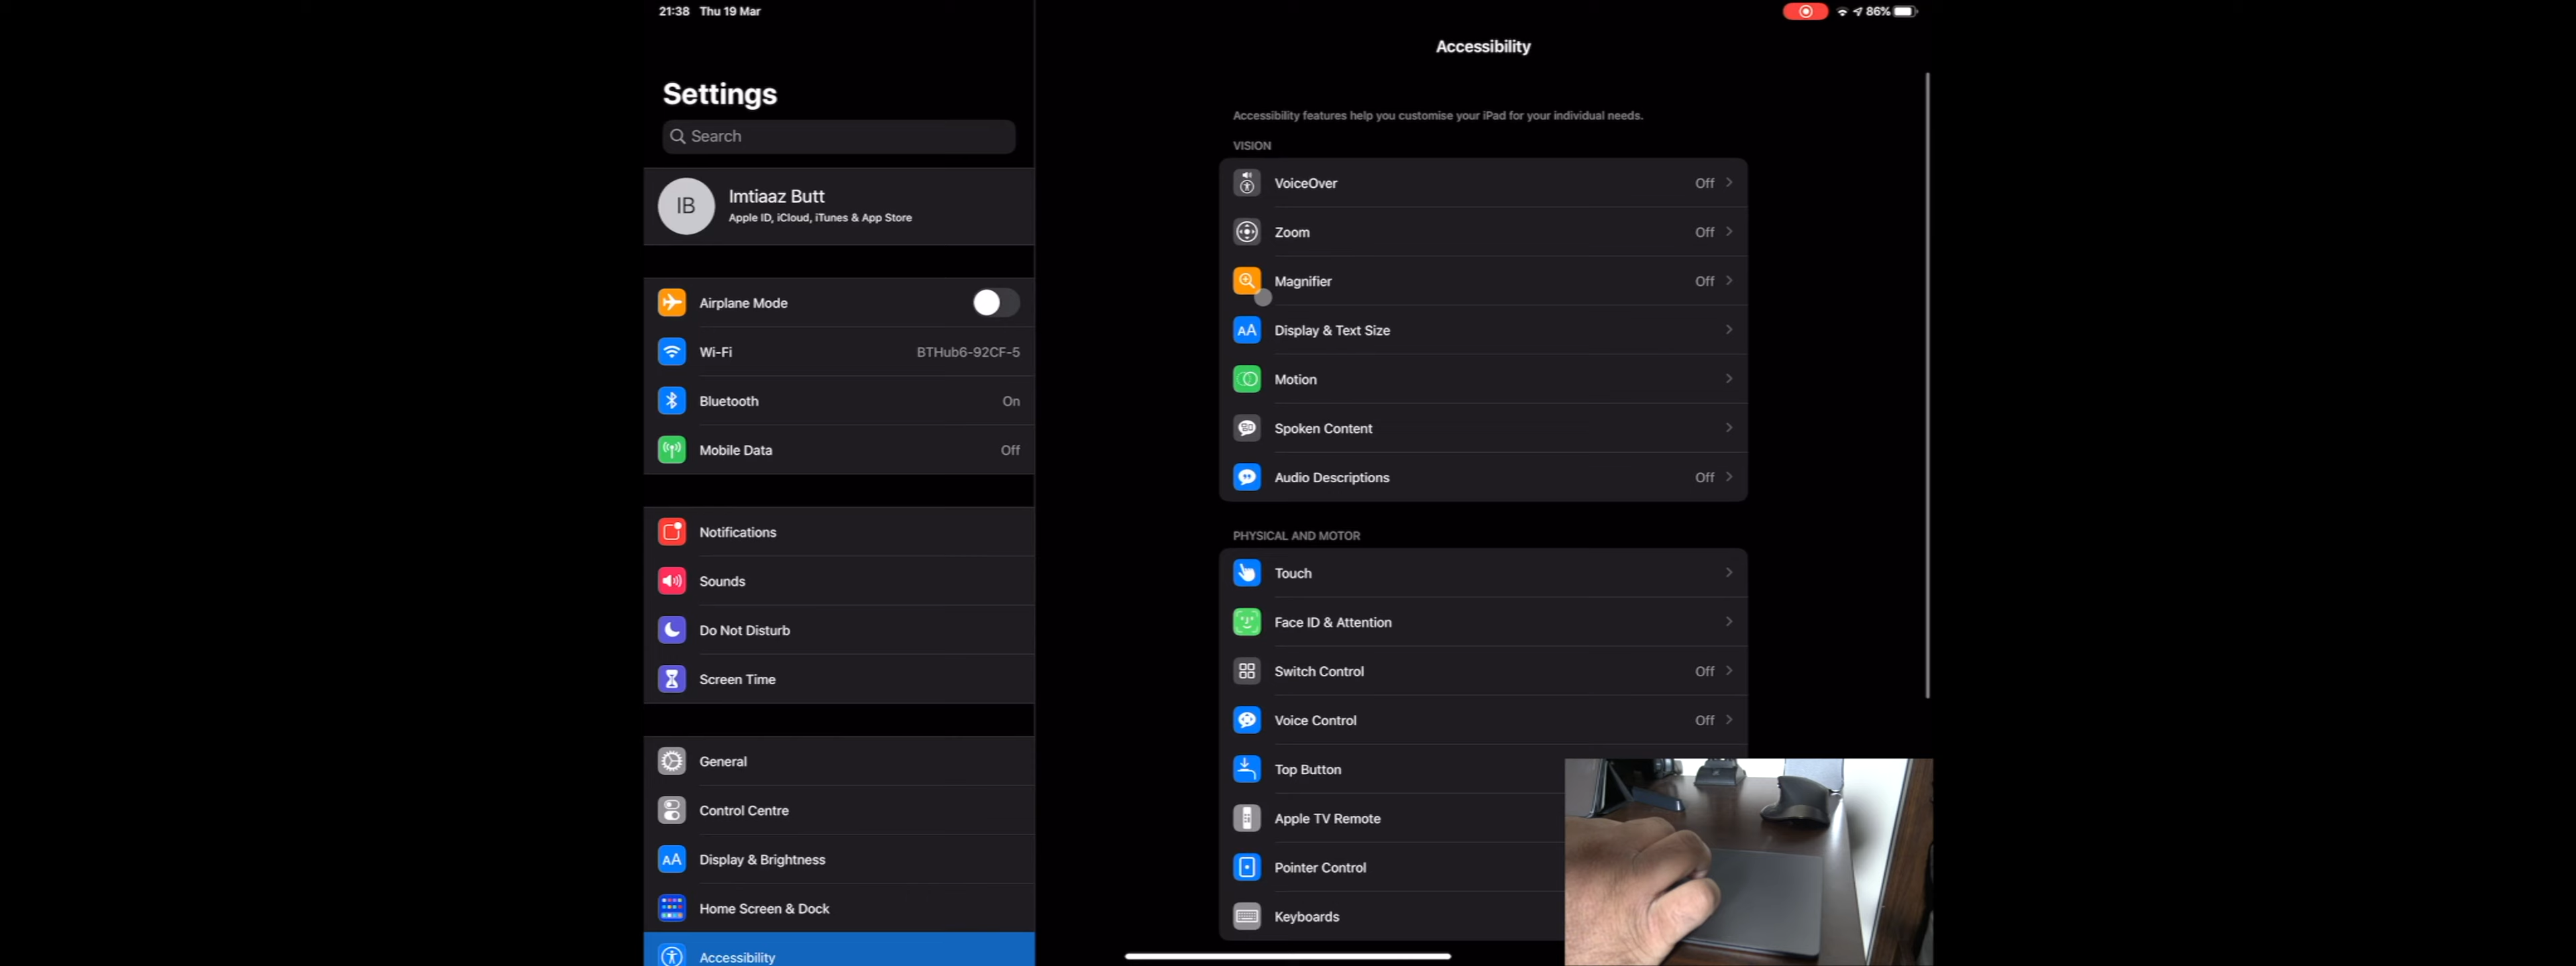 21:38 Thu 19 Mar
86%
Settings
Search
IB
Imtiaaz Butt
Apple ID, iCloud, iTunes & App Store
Airplane Mode
Wi-Fi BTHub6-92CF-5
Bluetooth On
Mobile Data Off
Notifications
Sounds
Do Not Disturb
Screen Time
General
Control Centre
AA Display & Brightness
Home Screen & Dock
Accessibility
Accessibility
Accessibility features help you customise your iPad for your individual needs.
VISION
VoiceOver Off
Zoom Off
Magnifier Off
AA Display & Text Size
Motion
Spoken Content
Audio Descriptions Off
PHYSICAL AND MOTOR
Touch
Face ID & Attention
Switch Control Off
Voice Control Off
Top Button
Apple TV Remote
Pointer Control
Keyboards